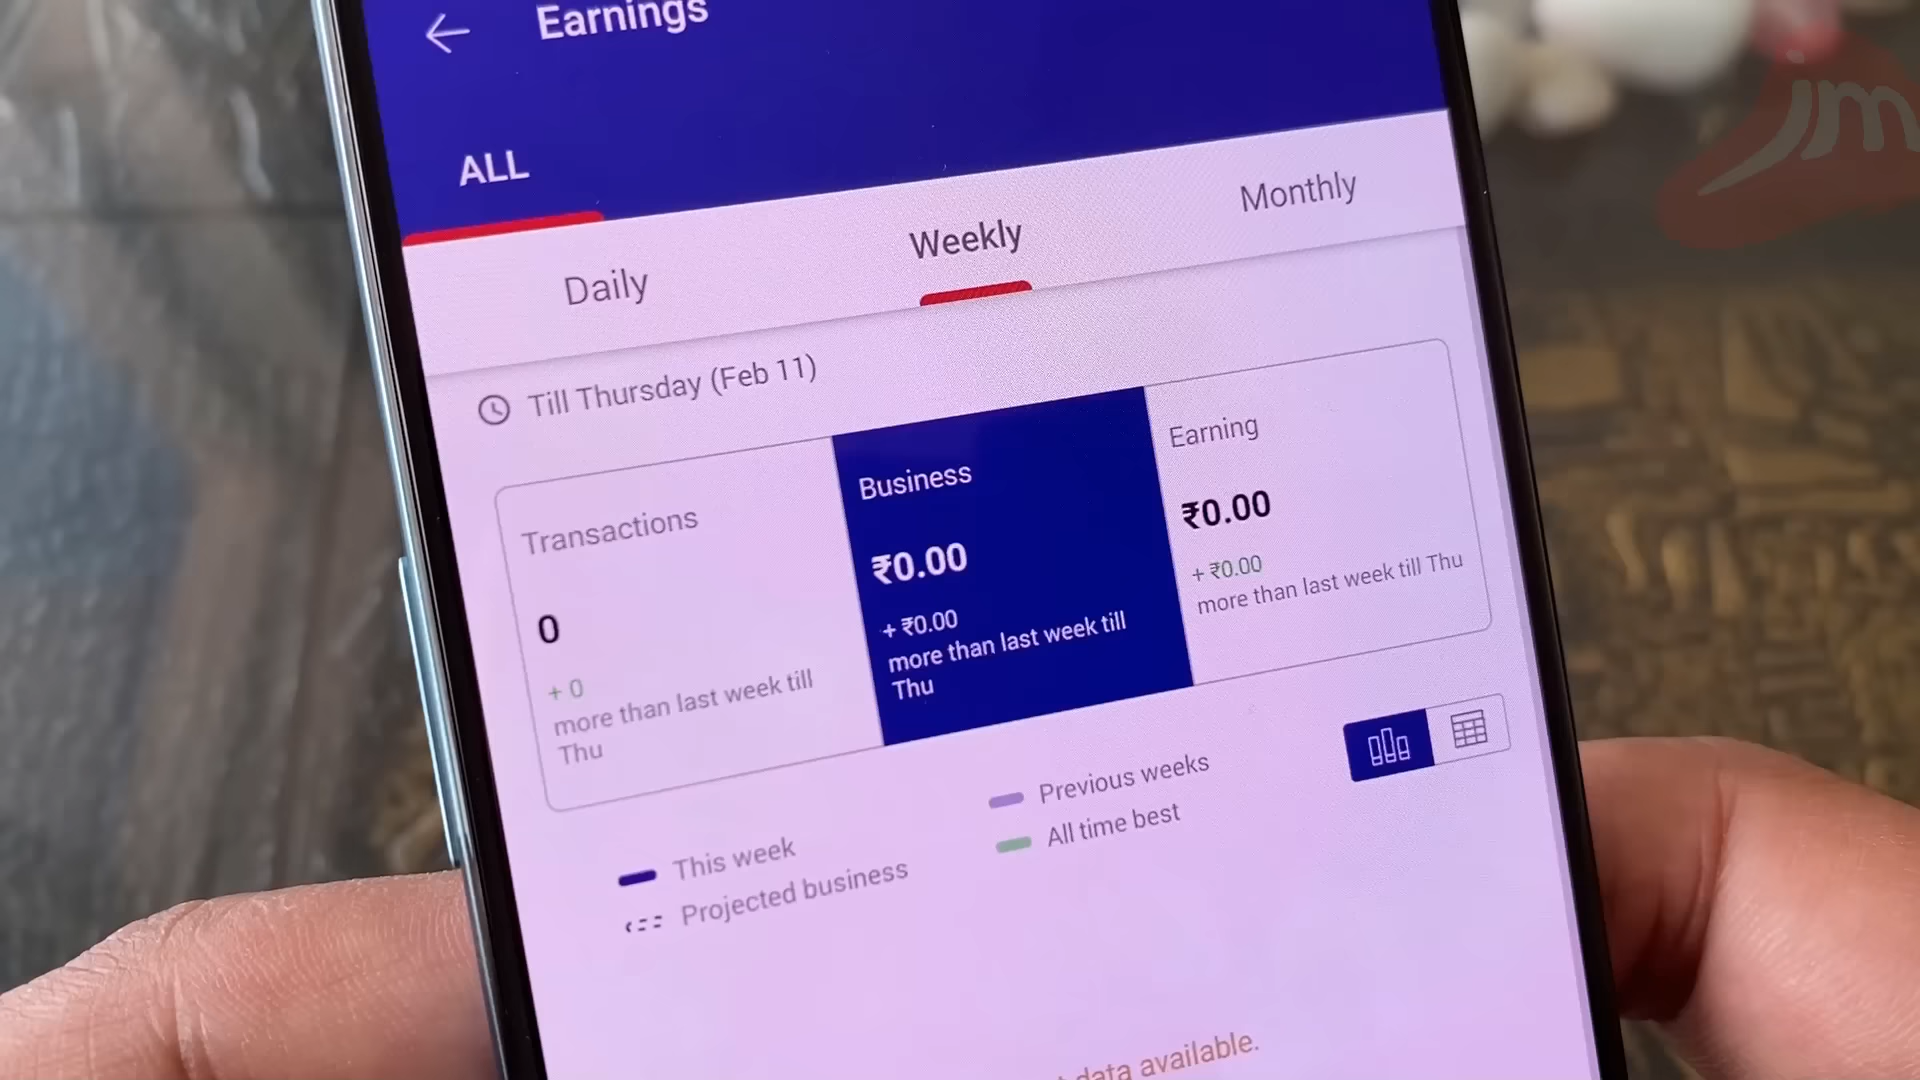 Earnings
ALL
Daily
Weekly
Monthly
Till Thursday (Feb 11)
Transactions
0
+ 0
more than last week till
Thu
Business
₹0.00
+ ₹0.00
more than last week till
Thu
Earning
₹0.00
+ ₹0.00
more than last week till Thu
This week
Projected business
Previous weeks
All time best
data available.
jm